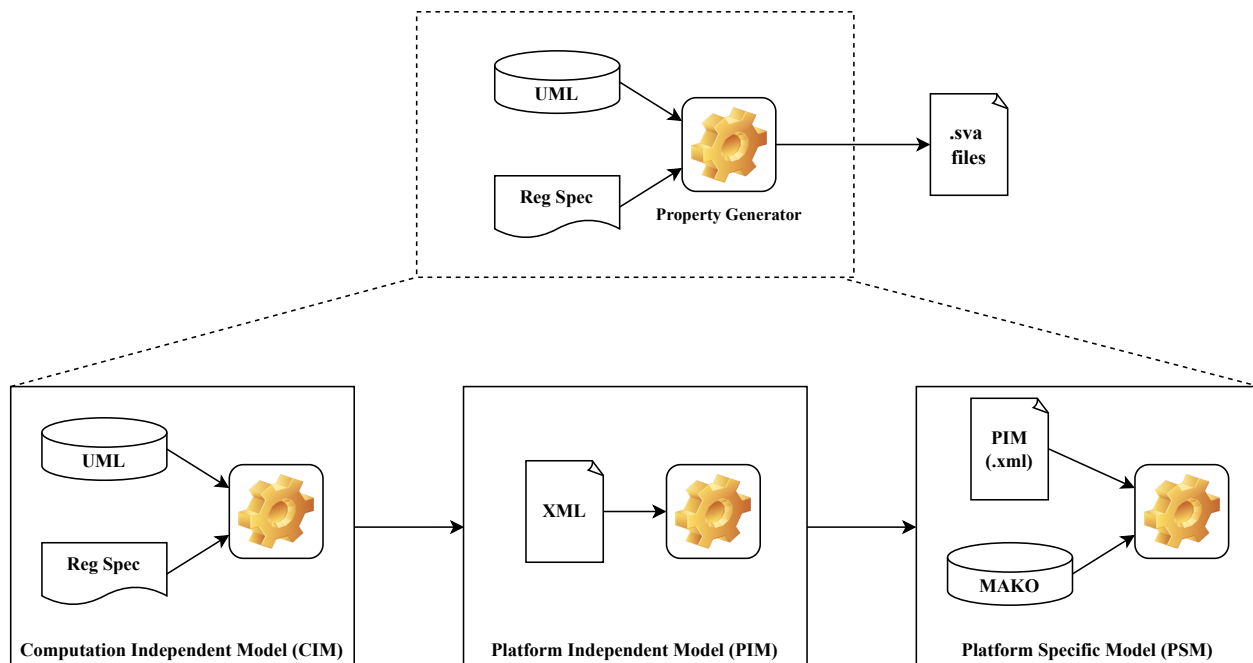 UML
Reg Spec
Property Generator
.sva
files
UML
Reg Spec
Computation Independent Model (CIM)
XML
Platform Independent Model (PIM)
PIM
(.xml)
MAKO
Platform Specific Model (PSM)